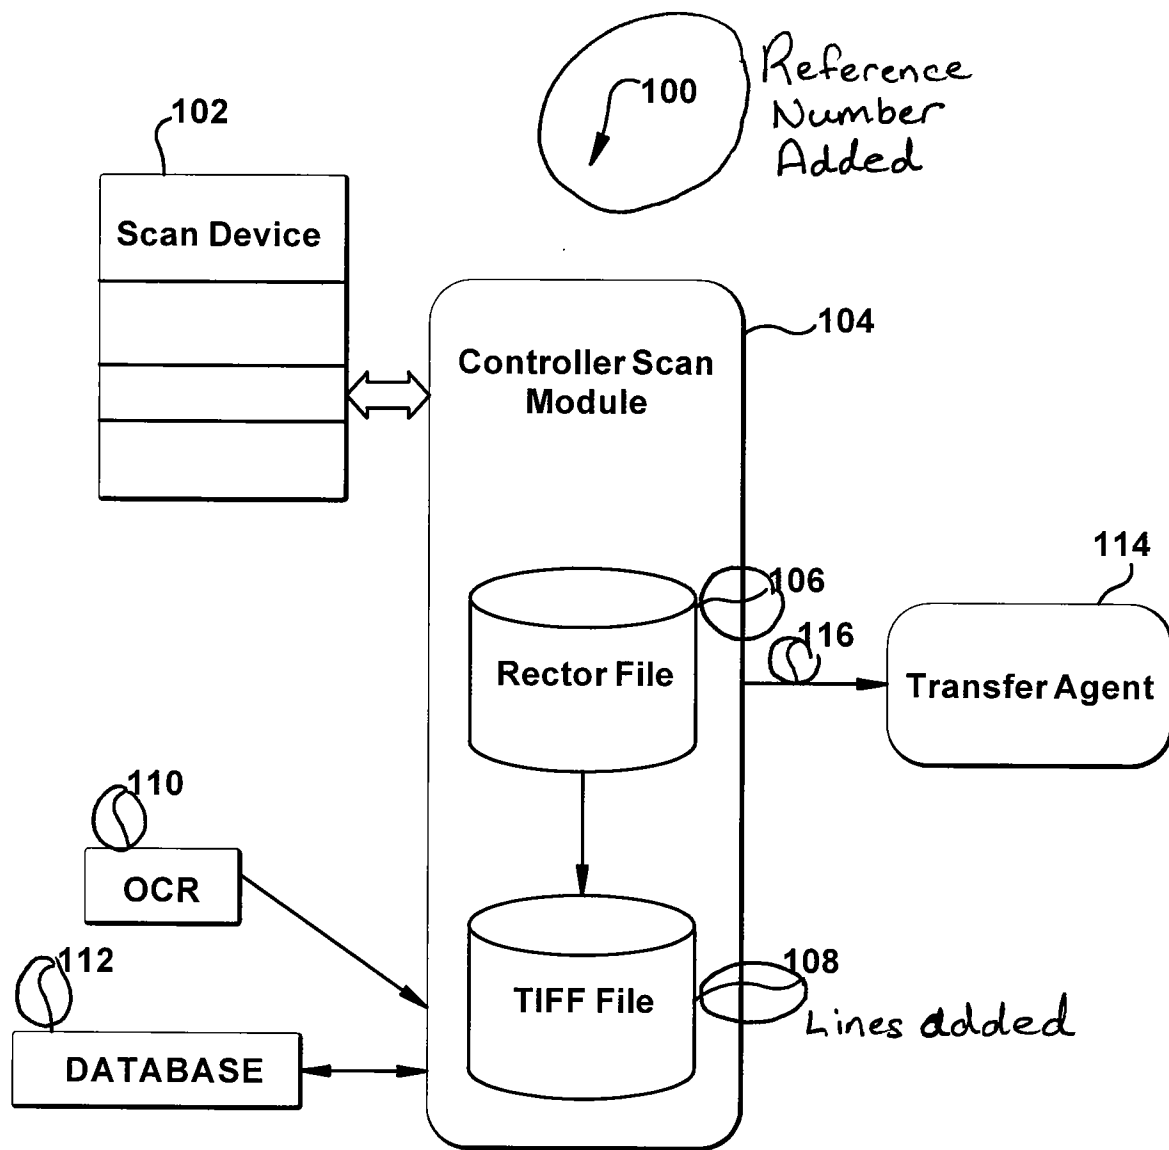 100
Reference
Number
Added
102
Scan Device
104
Controller Scan
Module
106
114
116
Rector File
Transfer Agent
110
OCR
112
108
TIFF File
Lines added
DATABASE